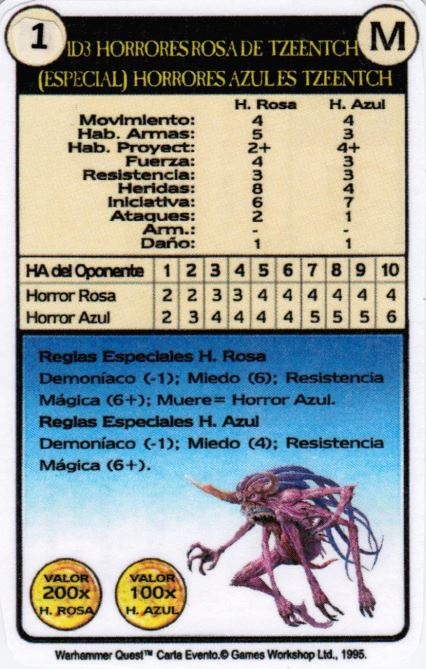 1
M
1D3 HORRORES ROSA DE TZEENTCH
(ESPECIAL) HORRORES AZULES TZEENTCH
H. Rosa H. Azul
Movimiento: 4 4
Hab. Armas: 5 3
Hab. Proyect: 2+ 4+
Fuerza: 4 3
Resistencia: 3 3
Heridas: 8 4
Iniciativa: 6 7
Ataques: 2 1
Arm.: - -
Daño: 1 1
HA del Oponente 1 2 3 4 5 6 7 8 9 10
Horror Rosa 2 2 3 3 4 4 4 4 4 4
Horror Azul 2 3 4 4 4 4 5 5 5 6
Reglas Especiales H. Rosa
Demoníaco (-1); Miedo (6); Resistencia
Mágica (6+); Muere= Horror Azul.
Reglas Especiales H. Azul
Demoníaco (-1); Miedo (4); Resistencia
Mágica (6+).
VALOR
200x
H. ROSA
VALOR
100x
H. AZUL
Warhammer Quest™ Carta Evento.© Games Workshop Ltd., 1995.